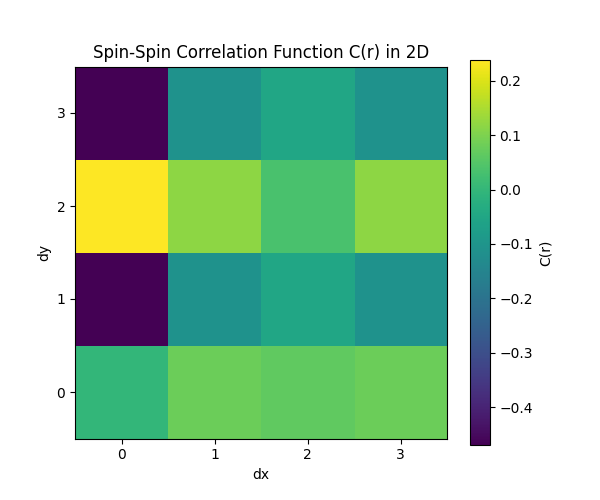 Spin-Spin Correlation Function C(r) in 2D
3
2
1
0
dy
0 1 2 3
dx
0.2
0.1
0.0
−0.1
−0.2
−0.3
−0.4
C(r)